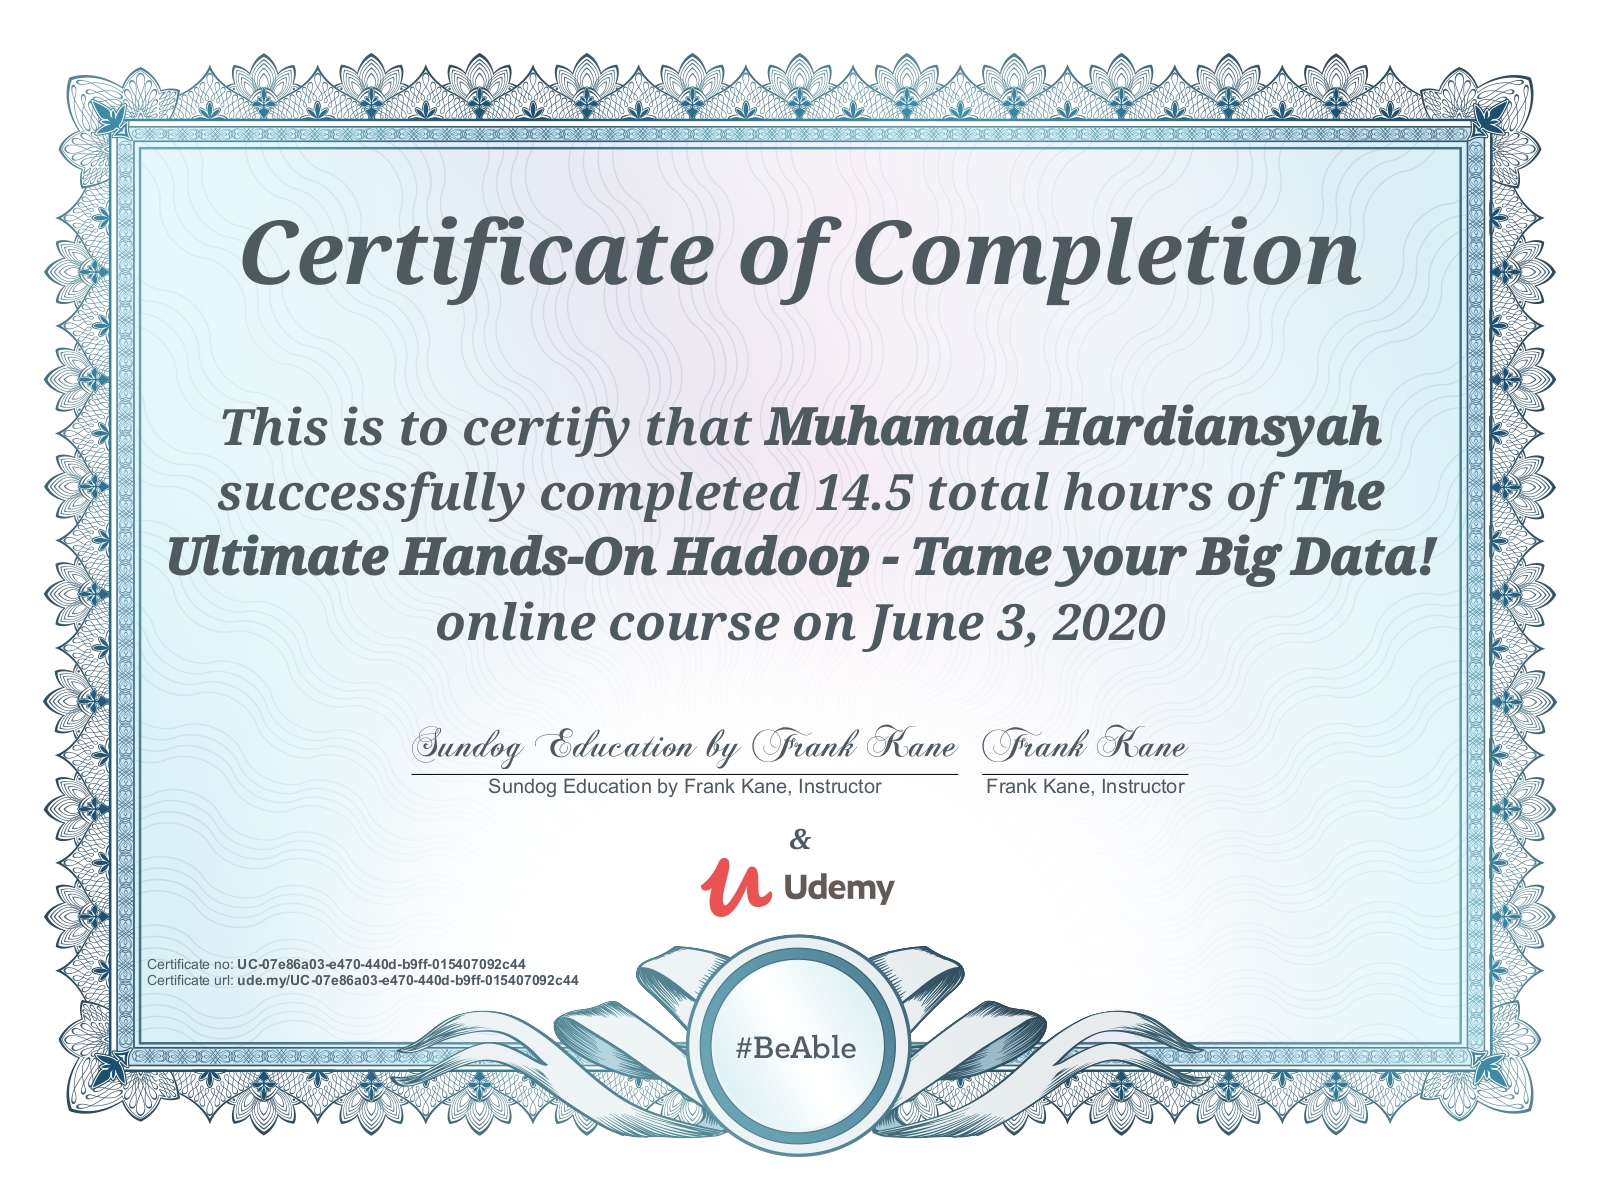 Certificate of Completion
This is to certify that Muhamad Hardiansyah
successfully completed 14.5 total hours of The
Ultimate Hands-On Hadoop - Tame your Big Data!
online course on June 3, 2020
Sundog Education by Frank Kane Frank Kane
Sundog Education by Frank Kane, Instructor Frank Kane, Instructor
&
Udemy
Certificate no: UC-07e86a03-e470-440d-b9ff-015407092c44
Certificate url: ude.my/UC-07e86a03-e470-440d-b9ff-015407092c44
#BeAble